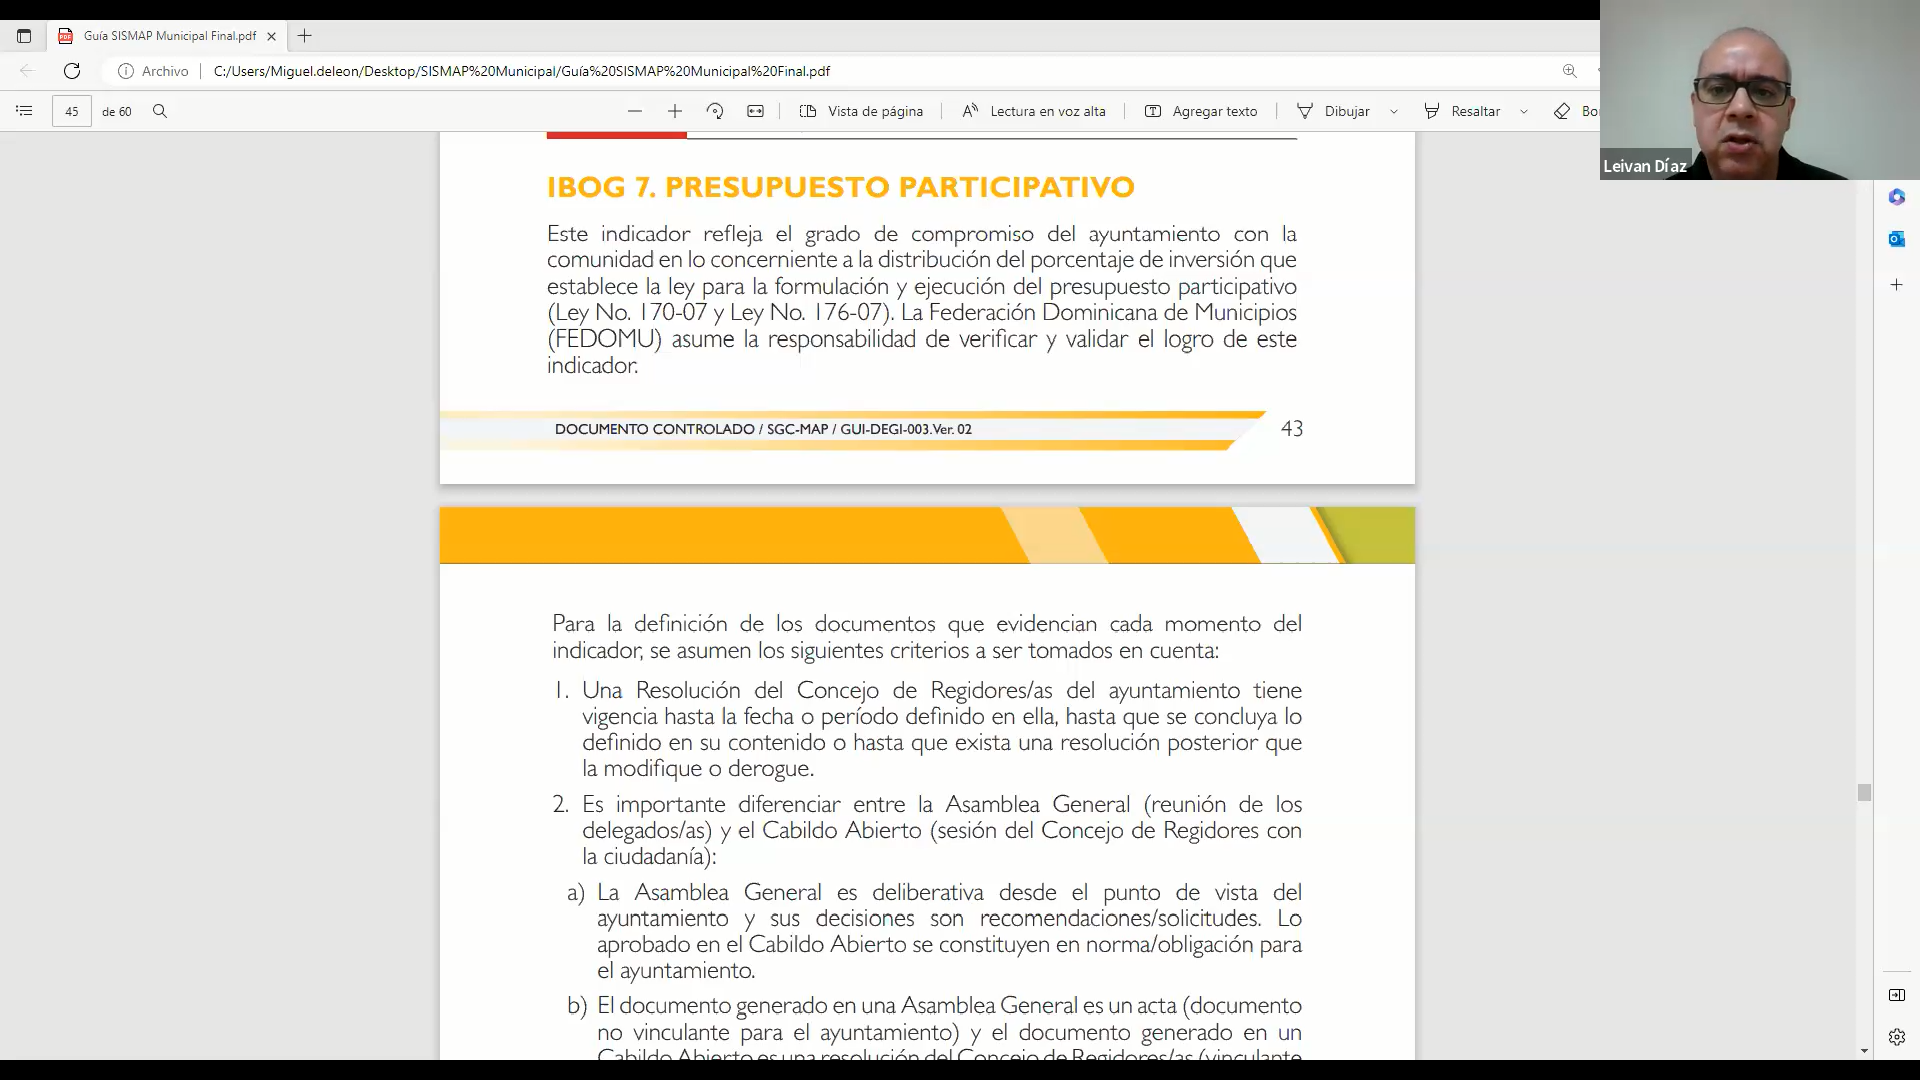 Guía SISMAP Municipal Final.pdf
Archivo C:/Users/Miguel.deleon/Desktop/SISMAP%20Municipal/Guía%20SISMAP%20Municipal%20Final.pdf
45 de 60 Vista de página Lectura en voz alta Agregar texto Dibujar Resaltar
Leivan Díaz
IBOG 7. PRESUPUESTO PARTICIPATIVO
Este indicador refleja el grado de compromiso del ayuntamiento con la
comunidad en lo concerniente a la distribución del porcentaje de inversión que
establece la ley para la formulación y ejecución del presupuesto participativo
(Ley No. 170-07 y Ley No. 176-07). La Federación Dominicana de Municipios
(FEDOMU) asume la responsabilidad de verificar y validar el logro de este
indicador.
DOCUMENTO CONTROLADO / SGC-MAP / GUI-DEGI-003.Ver. 02
43
Para la definición de los documentos que evidencian cada momento del
indicador, se asumen los siguientes criterios a ser tomados en cuenta:
1. Una Resolución del Concejo de Regidores/as del ayuntamiento tiene
vigencia hasta la fecha o período definido en ella, hasta que se concluya lo
definido en su contenido o hasta que exista una resolución posterior que
la modifique o derogue.
2. Es importante diferenciar entre la Asamblea General (reunión de los
delegados/as) y el Cabildo Abierto (sesión del Concejo de Regidores con
la ciudadanía):
a) La Asamblea General es deliberativa desde el punto de vista del
ayuntamiento y sus decisiones son recomendaciones/solicitudes. Lo
aprobado en el Cabildo Abierto se constituyen en norma/obligación para
el ayuntamiento.
b) El documento generado en una Asamblea General es un acta (documento
no vinculante para el ayuntamiento) y el documento generado en un
Cabildo Abierto es una resolución del Concejo de Regidores/as (vinculante